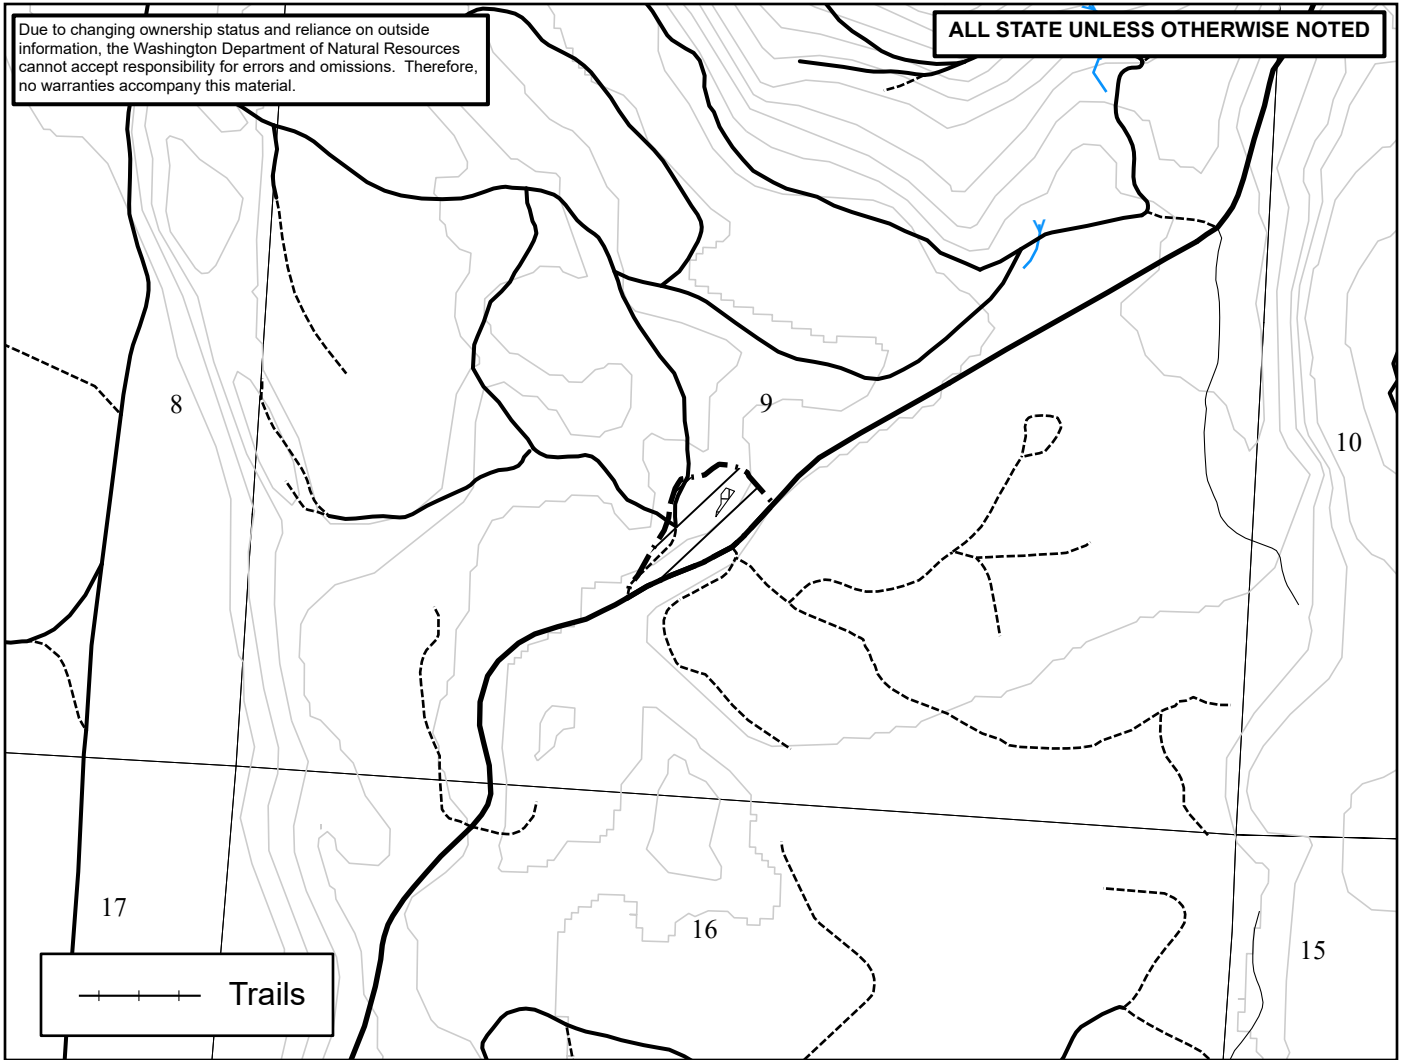 Due to changing ownership status and reliance on outside
information, the Washington Department of Natural Resources
cannot accept responsibility for errors and omissions.  Therefore,
no warranties accompany this material.
ALL STATE UNLESS OTHERWISE NOTED
8
9
10
17
16
15
Trails